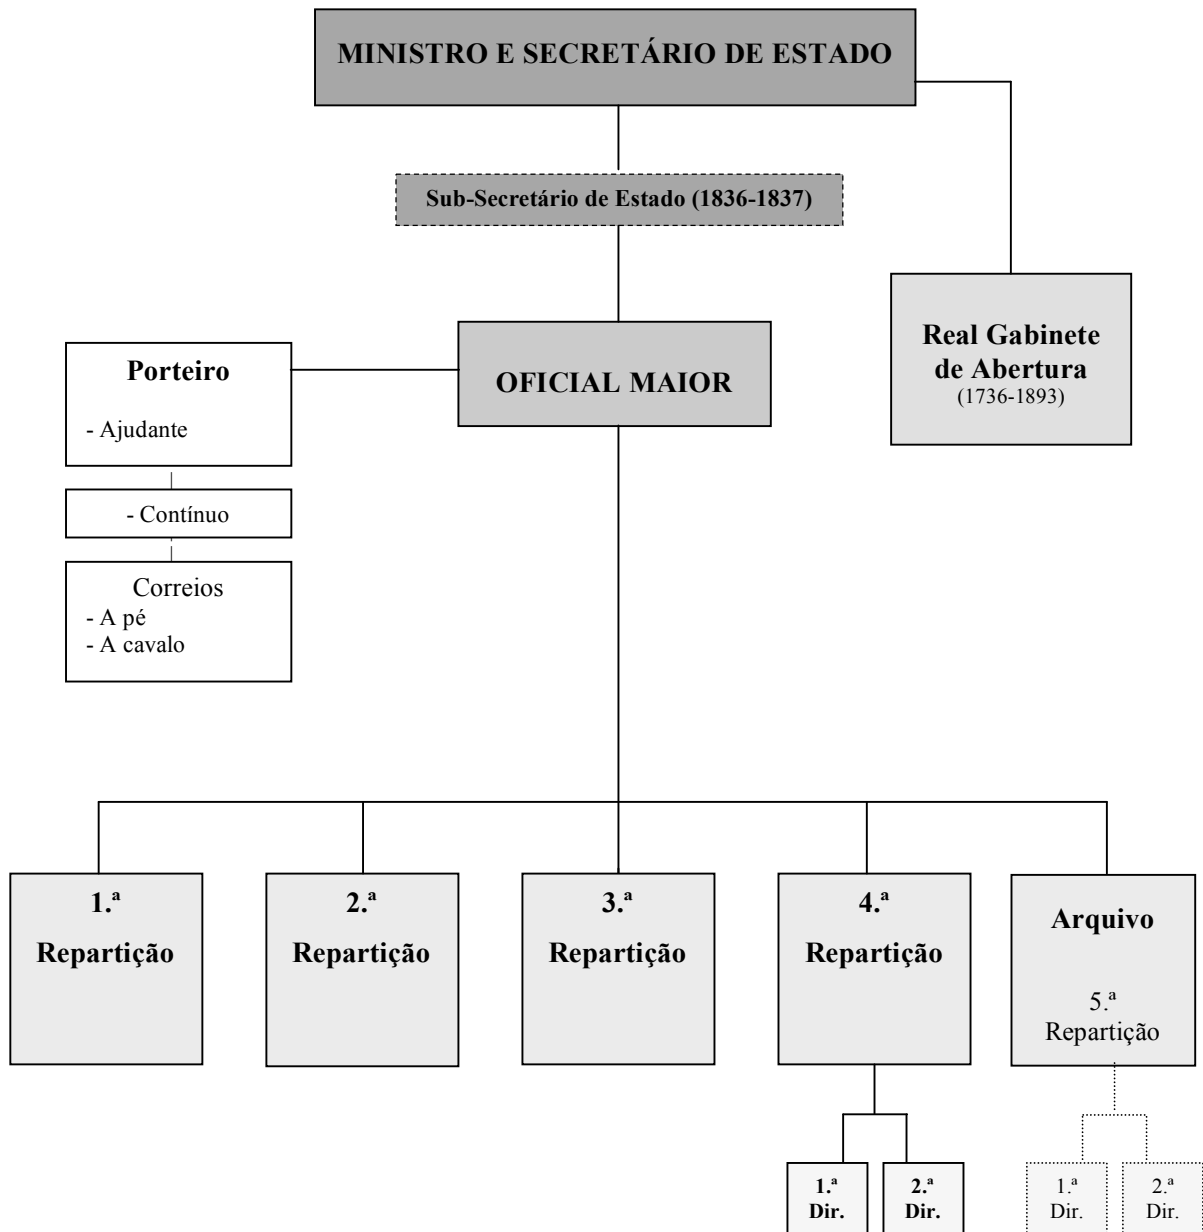 MINISTRO E SECRETÁRIO DE ESTADO
Sub-Secretário de Estado (1836-1837)
Real Gabinete
de Abertura
(1736-1893)
OFICIAL MAIOR
Porteiro
- Ajudante
- Contínuo
Correios
- A pé
- A cavalo
1.ª
Repartição
2.ª
Repartição
3.ª
Repartição
4.ª
Repartição
Arquivo
5.ª
Repartição
1.ª
Dir.
2.ª
Dir.
1.ª
Dir.
2.ª
Dir.